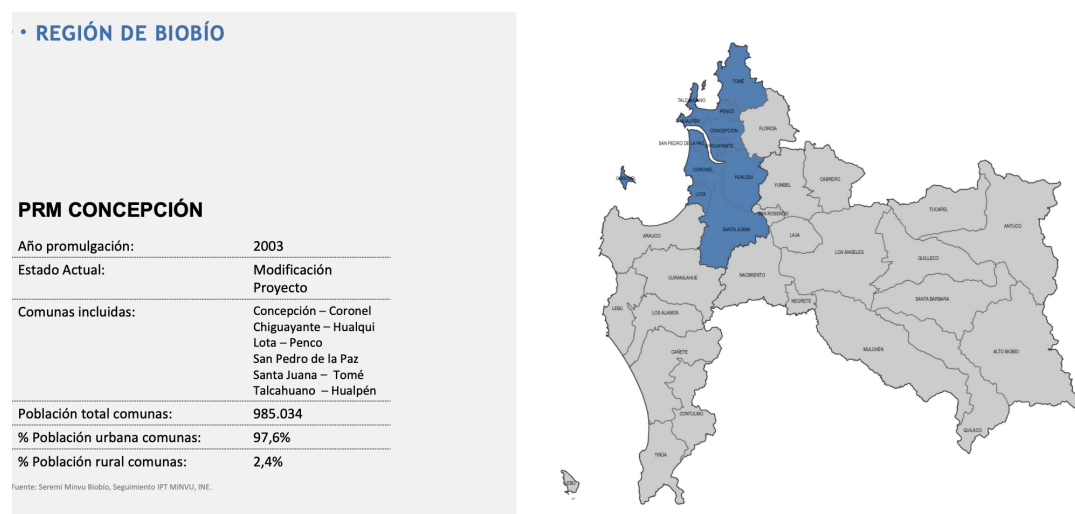 • REGIÓN DE BIOBÍO
PRM CONCEPCIÓN
Año promulgación: 2003
Estado Actual: Modificación
Proyecto
Comunas incluidas: Concepción – Coronel
Chiguayante – Hualqui
Lota – Penco
San Pedro de la Paz
Santa Juana – Tomé
Talcahuano – Hualpén
Población total comunas: 985.034
% Población urbana comunas: 97,6%
% Población rural comunas: 2,4%
Fuente: Seremi Minvu Biobío, Seguimiento IPT MINVU, INE.
TOMÉ
TALCAHUANO
PENCO
CONCEPCIÓN
FLORIDA
SAN PEDRO DE LA PAZ
CHIGUAYANTE
CORONEL
HUALQUI
YUMBEL
CABRERO
LOTA
SAN ROSENDO
TUCAPEL
ANTUCO
SANTA JUANA
ARAUCO
LAJA
LOS ÁNGELES
QUILLECO
CURANILAHUE
NACIMIENTO
NEGRETE
SANTA BÁRBARA
LEBU
LOS ÁLAMOS
MULCHÉN
ALTO BIOBÍO
CAÑETE
CONTULMO
QUILACO
TIRÚA
LEBU